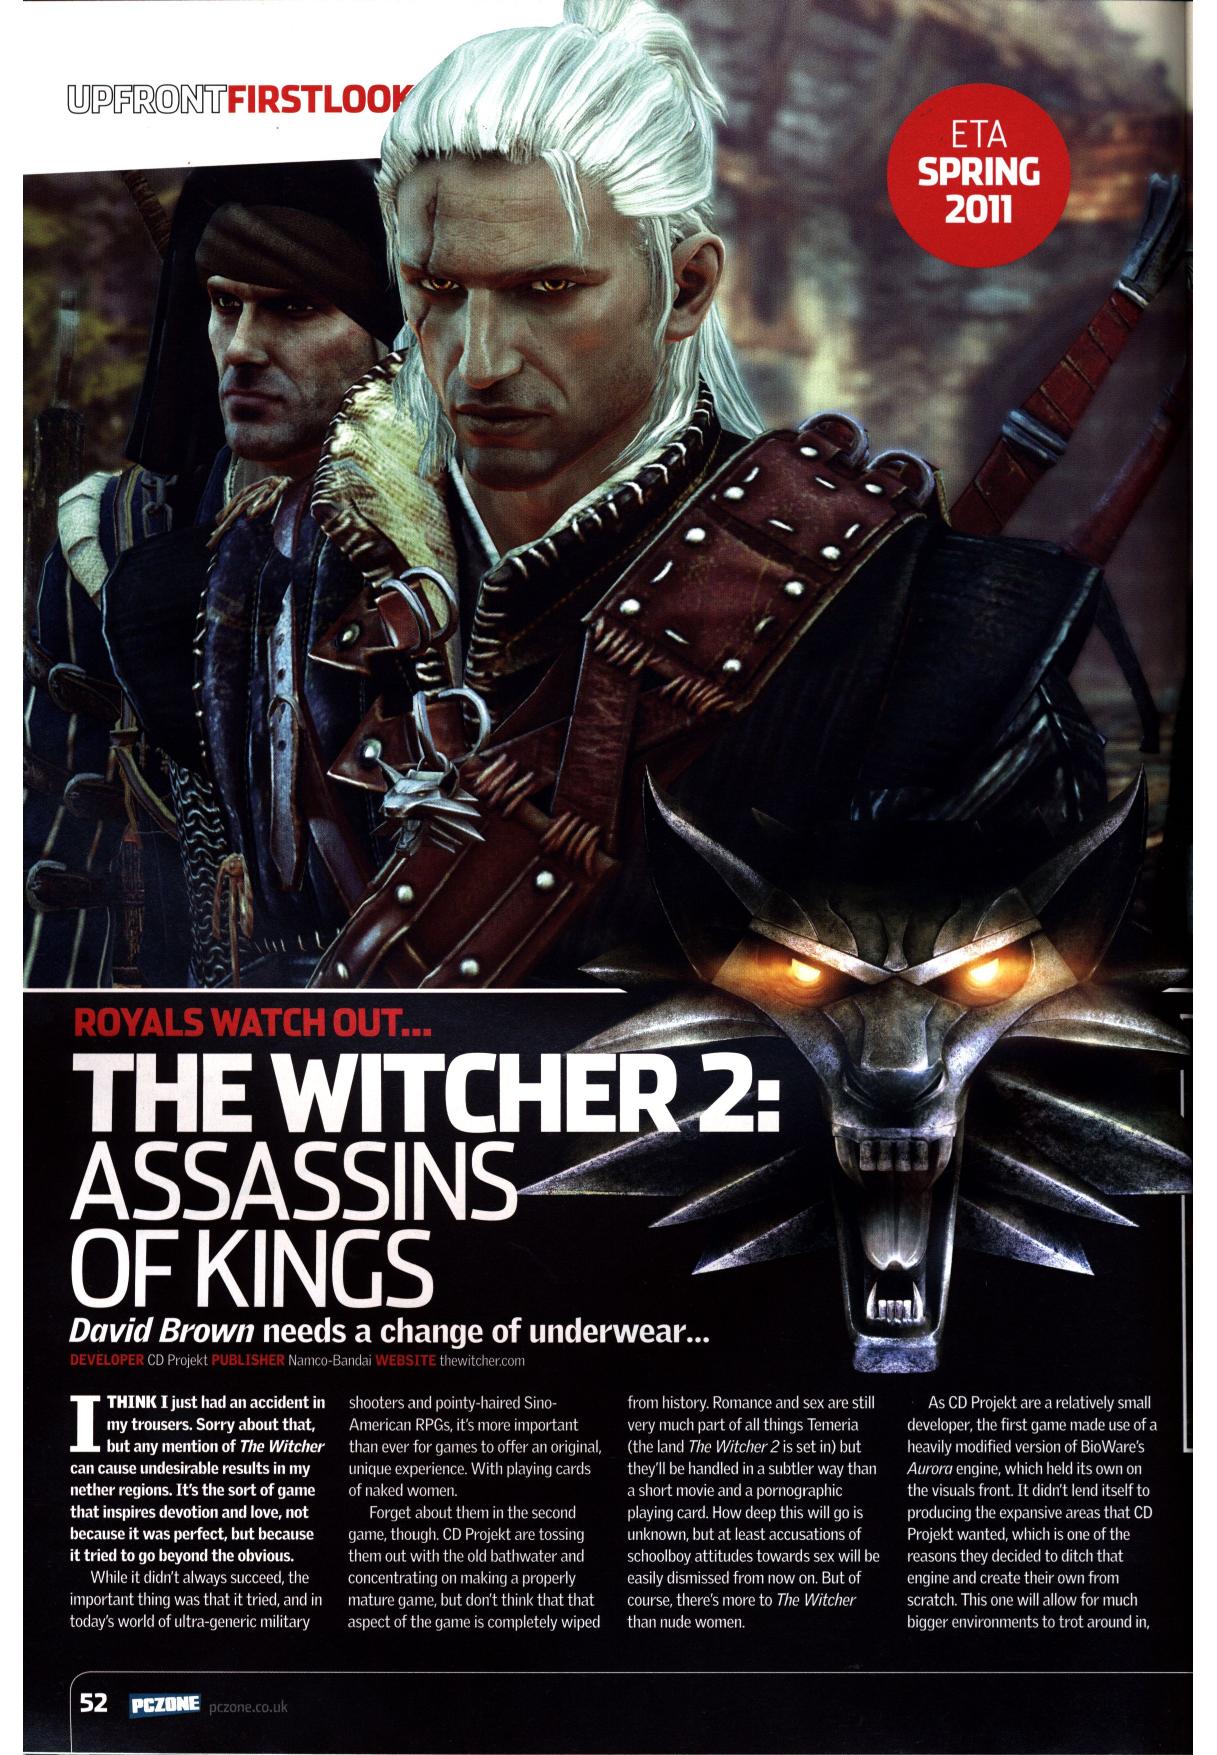 UPFRONTFIRSTLOOK
ETA
SPRING
2011
ROYALS WATCH OUT...
THE WITCHER 2:
ASSASSINS
OF KINGS
David Brown needs a change of underwear...
DEVELOPER CD Projekt PUBLISHER Namco-Bandai WEBSITE thewitcher.com
I THINK I just had an accident in
my trousers. Sorry about that,
but any mention of The Witcher
can cause undesirable results in my
nether regions. It's the sort of game
that inspires devotion and love, not
because it was perfect, but because
it tried to go beyond the obvious.
While it didn't always succeed, the
important thing was that it tried, and in
today's world of ultra-generic military
shooters and pointy-haired Sino-
American RPGs, it's more important
than ever for games to offer an original,
unique experience. With playing cards
of naked women.
Forget about them in the second
game, though. CD Projekt are tossing
them out with the old bathwater and
concentrating on making a properly
mature game, but don't think that that
aspect of the game is completely wiped
from history. Romance and sex are still
very much part of all things Temeria
(the land The Witcher 2 is set in) but
they'll be handled in a subtler way than
a short movie and a pornographic
playing card. How deep this will go is
unknown, but at least accusations of
schoolboy attitudes towards sex will be
easily dismissed from now on. But of
course, there's more to The Witcher
than nude women.
As CD Projekt are a relatively small
developer, the first game made use of a
heavily modified version of BioWare's
Aurora engine, which held its own on
the visuals front. It didn't lend itself to
producing the expansive areas that CD
Projekt wanted, which is one of the
reasons they decided to ditch that
engine and create their own from
scratch. This one will allow for much
bigger environments to trot around in,
52 PCZONE pczone.co.uk